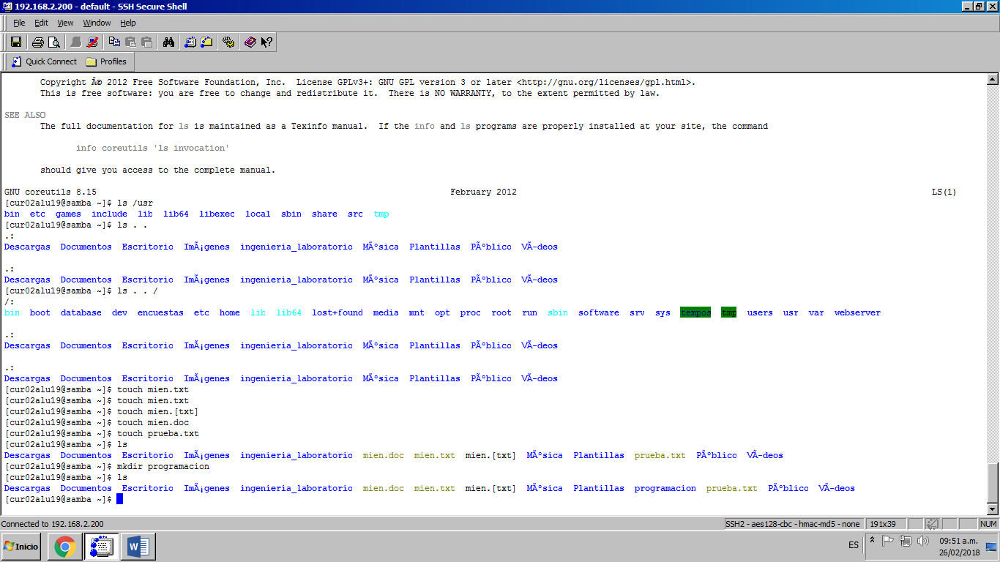 192.168.2.200 - default - SSH Secure Shell
File Edit View Window Help
Quick Connect Profiles
Copyright Â© 2012 Free Software Foundation, Inc. License GPLv3+: GNU GPL version 3 or later <http://gnu.org/licenses/gpl.html>.
This is free software: you are free to change and redistribute it. There is NO WARRANTY, to the extent permitted by law.
SEE ALSO
The full documentation for ls is maintained as a Texinfo manual. If the info and ls programs are properly installed at your site, the command
info coreutils 'ls invocation'
should give you access to the complete manual.
GNU coreutils 8.15 February 2012 LS(1)
[cur02alu19@samba ~]$ ls /usr
bin etc games include lib lib64 libexec local sbin share src tmp
[cur02alu19@samba ~]$ ls . .
.:
Descargas Documentos Escritorio ImÃ¡genes ingenieria_laboratorio MÃºsica Plantillas PÃºblico VÃ-deos
.:
Descargas Documentos Escritorio ImÃ¡genes ingenieria_laboratorio MÃºsica Plantillas PÃºblico VÃ-deos
[cur02alu19@samba ~]$ ls . . /
/:
bin boot database dev encuestas etc home lib lib64 lost+found media mnt opt proc root run sbin software srv sys tempos tmp users usr var webserver
.:
Descargas Documentos Escritorio ImÃ¡genes ingenieria_laboratorio MÃºsica Plantillas PÃºblico VÃ-deos
.:
Descargas Documentos Escritorio ImÃ¡genes ingenieria_laboratorio MÃºsica Plantillas PÃºblico VÃ-deos
[cur02alu19@samba ~]$ touch mien.txt
[cur02alu19@samba ~]$ touch mien.txt
[cur02alu19@samba ~]$ touch mien.[txt]
[cur02alu19@samba ~]$ touch mien.doc
[cur02alu19@samba ~]$ touch prueba.txt
[cur02alu19@samba ~]$ ls
Descargas Documentos Escritorio ImÃ¡genes ingenieria_laboratorio mien.doc mien.txt mien.[txt] MÃºsica Plantillas prueba.txt PÃºblico VÃ-deos
[cur02alu19@samba ~]$ mkdir programacion
[cur02alu19@samba ~]$ ls
Descargas Documentos Escritorio ImÃ¡genes ingenieria_laboratorio mien.doc mien.txt mien.[txt] MÃºsica Plantillas programacion prueba.txt PÃºblico VÃ-deos
[cur02alu19@samba ~]$
Connected to 192.168.2.200 SSH2 - aes128-cbc - hmac-md5 - none 191x39 NUM
Inicio ES 09:51 a.m.
26/02/2018